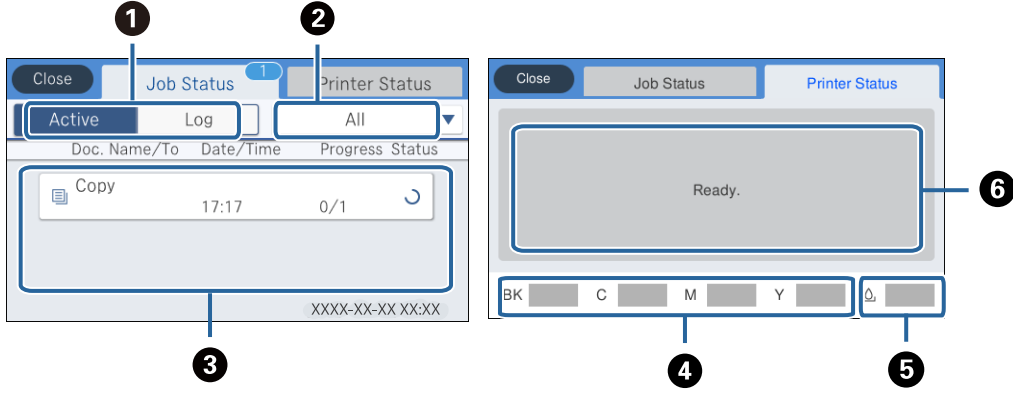 1 2
Close Job Status 1 Printer Status
Active Log All
Doc. Name/To Date/Time Progress Status
Copy
17:17 0/1
XXXX-XX-XX XX:XX
3
Close Job Status Printer Status
Ready.
6
BK C M Y
4 5